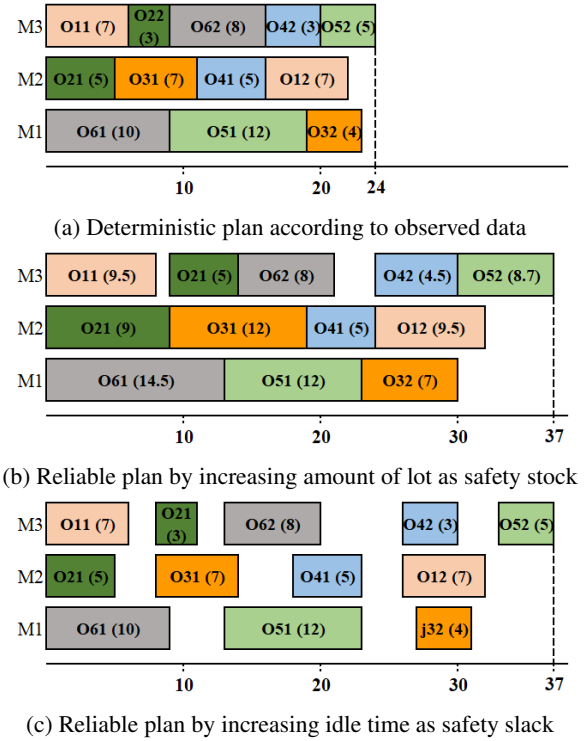 M3 O11 (7) O22 (3) O62 (8) O42 (3) O52 (5)
M2 O21 (5) O31 (7) O41 (5) O12 (7)
M1 O61 (10) O51 (12) O32 (4)
10 20 24
(a) Deterministic plan according to observed data
M3 O11 (9.5) O21 (5) O62 (8) O42 (4.5) O52 (8.7)
M2 O21 (9) O31 (12) O41 (5) O12 (9.5)
M1 O61 (14.5) O51 (12) O32 (7)
10 20 30 37
(b) Reliable plan by increasing amount of lot as safety stock
M3 O11 (7) O21 (3) O62 (8) O42 (3) O52 (5)
M2 O21 (5) O31 (7) O41 (5) O12 (7)
M1 O61 (10) O51 (12) j32 (4)
10 20 30 37
(c) Reliable plan by increasing idle time as safety slack